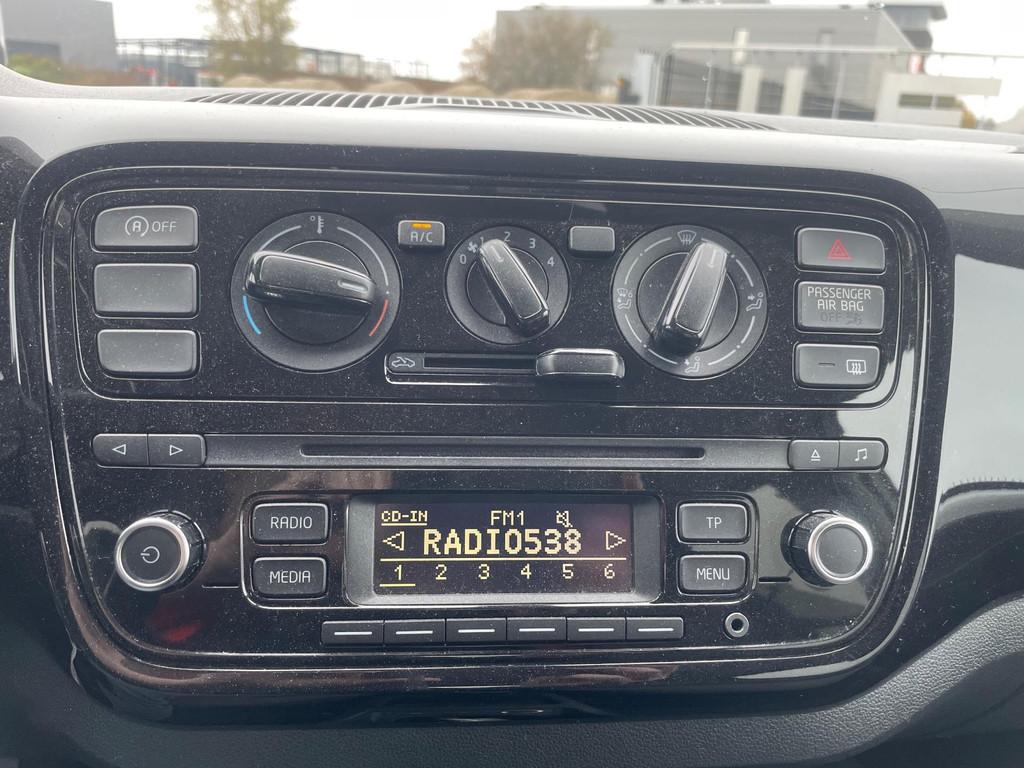 A OFF
A/C
0 1 2 3 4
PASSENGER
AIR BAG
OFF
RADIO
MEDIA
CD-IN FM1
RADIO538
1 2 3 4 5 6
TP
MENU